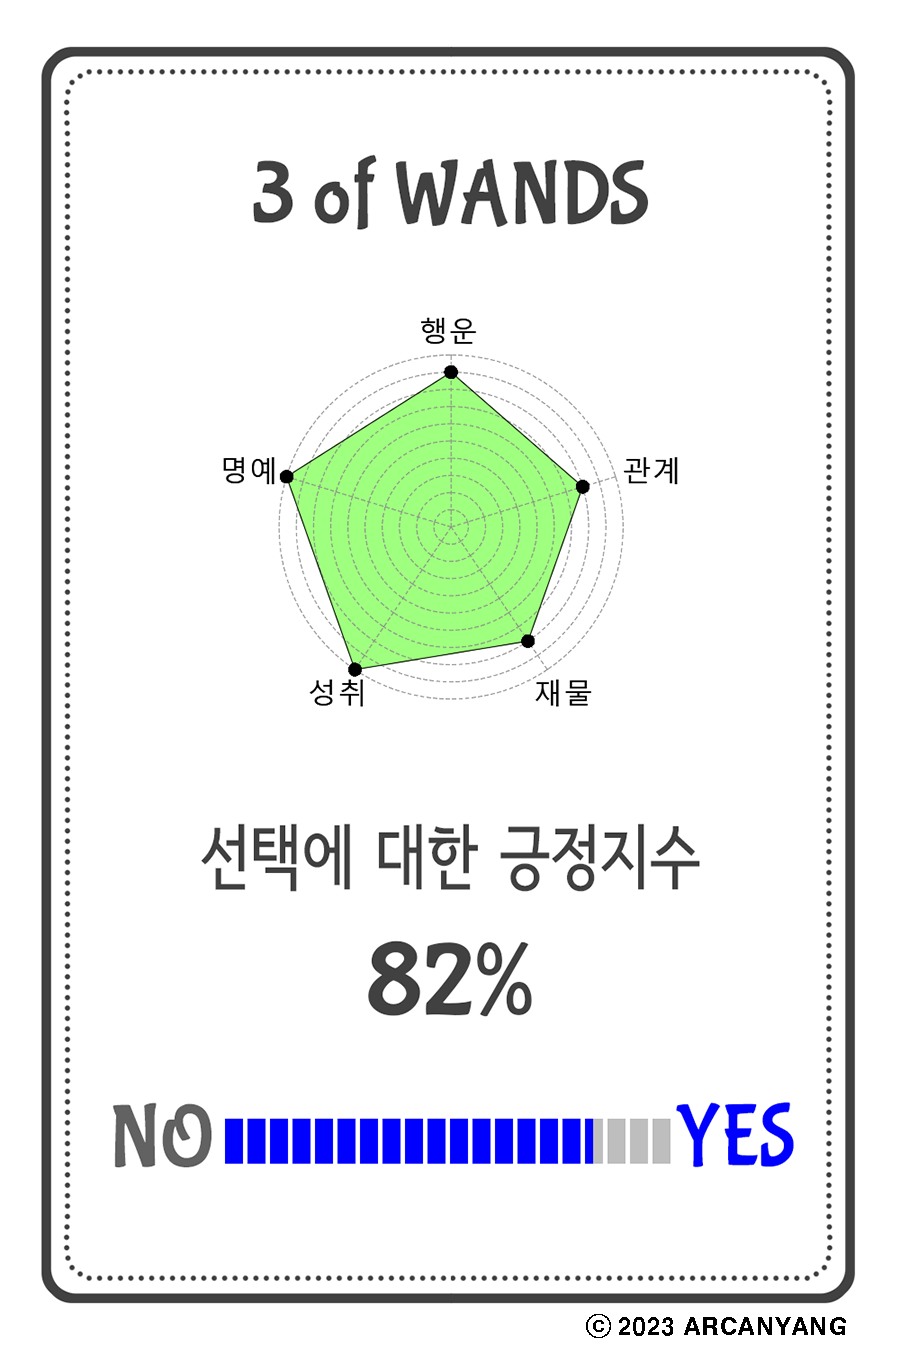 3 of WANDS
행운
명예
관계
성취
재물
선택에 대한 긍정지수
82%
NO YES
© 2023 ARCANYANG